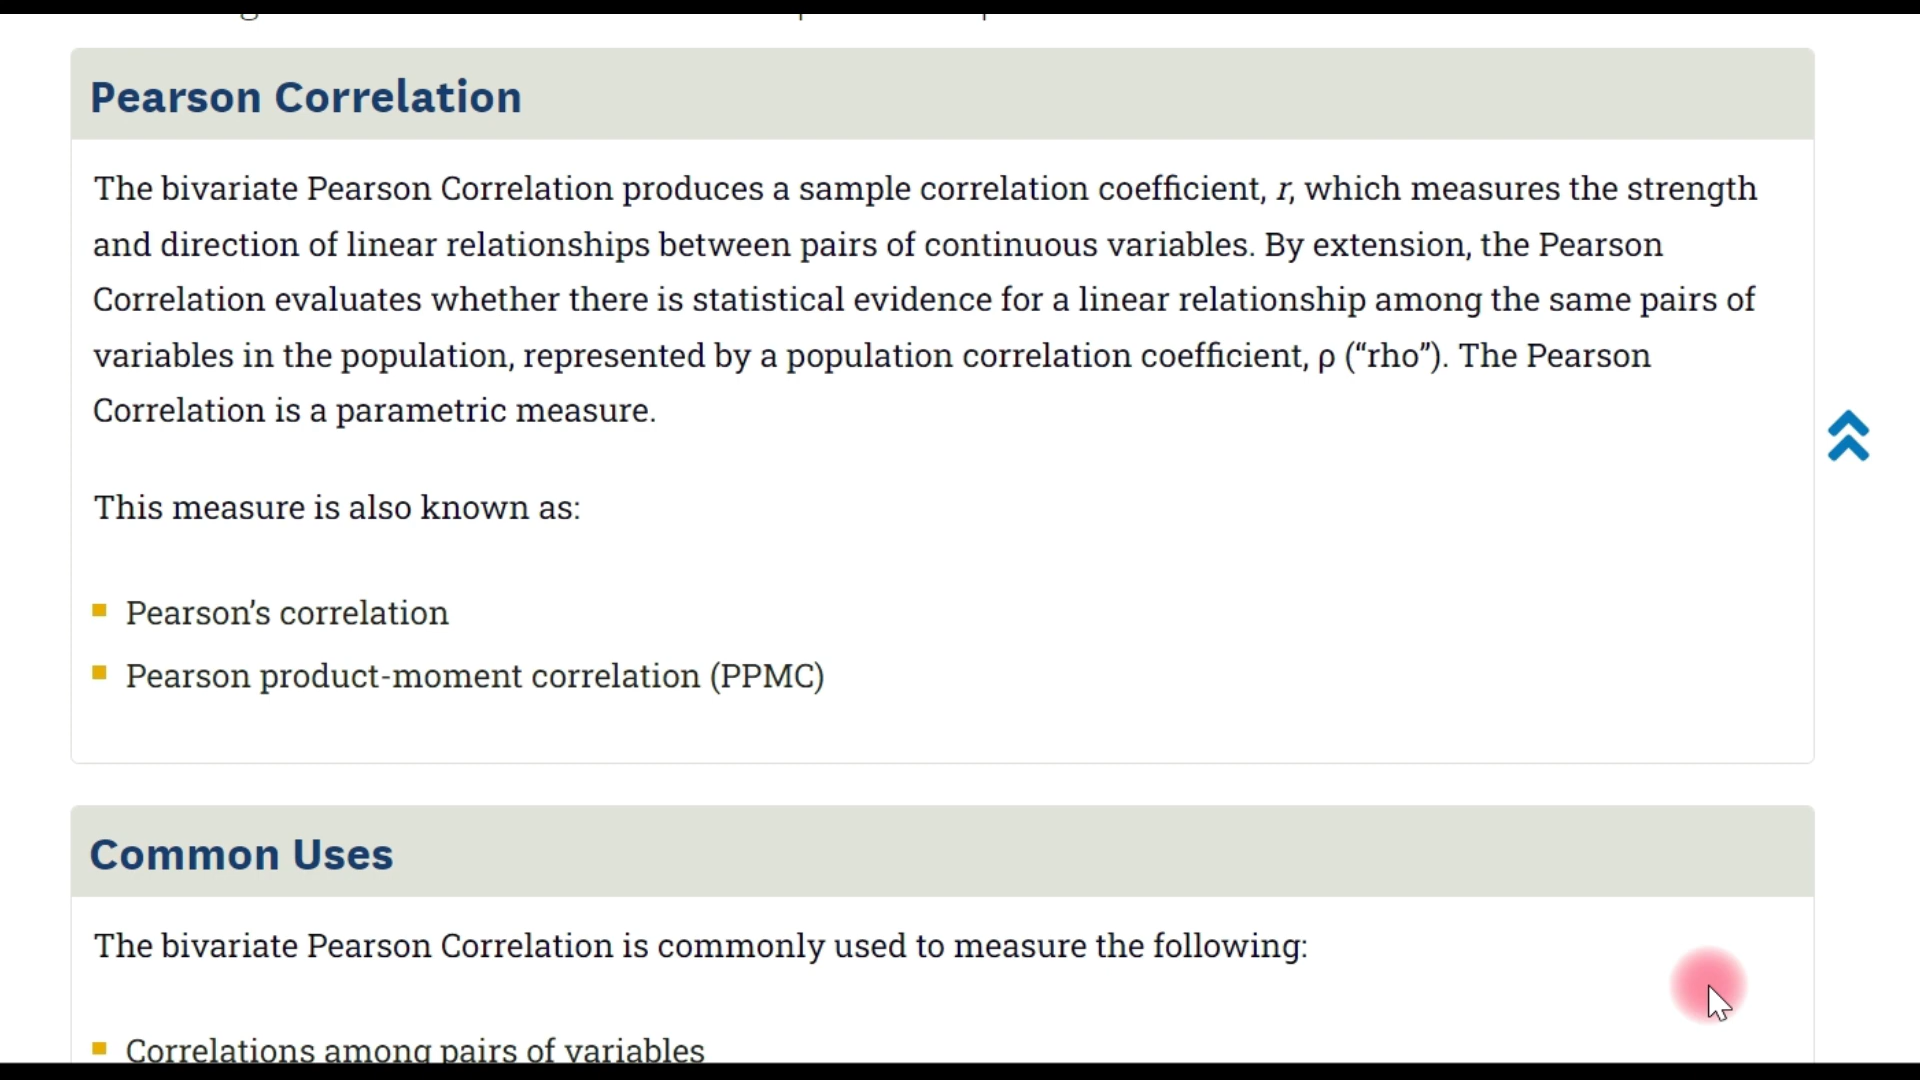 Pearson Correlation
The bivariate Pearson Correlation produces a sample correlation coefficient, r, which measures the strength
and direction of linear relationships between pairs of continuous variables. By extension, the Pearson
Correlation evaluates whether there is statistical evidence for a linear relationship among the same pairs of
variables in the population, represented by a population correlation coefficient, ρ (“rho”). The Pearson
Correlation is a parametric measure.
This measure is also known as:
Pearson’s correlation
Pearson product-moment correlation (PPMC)
Common Uses
The bivariate Pearson Correlation is commonly used to measure the following:
Correlations among pairs of variables